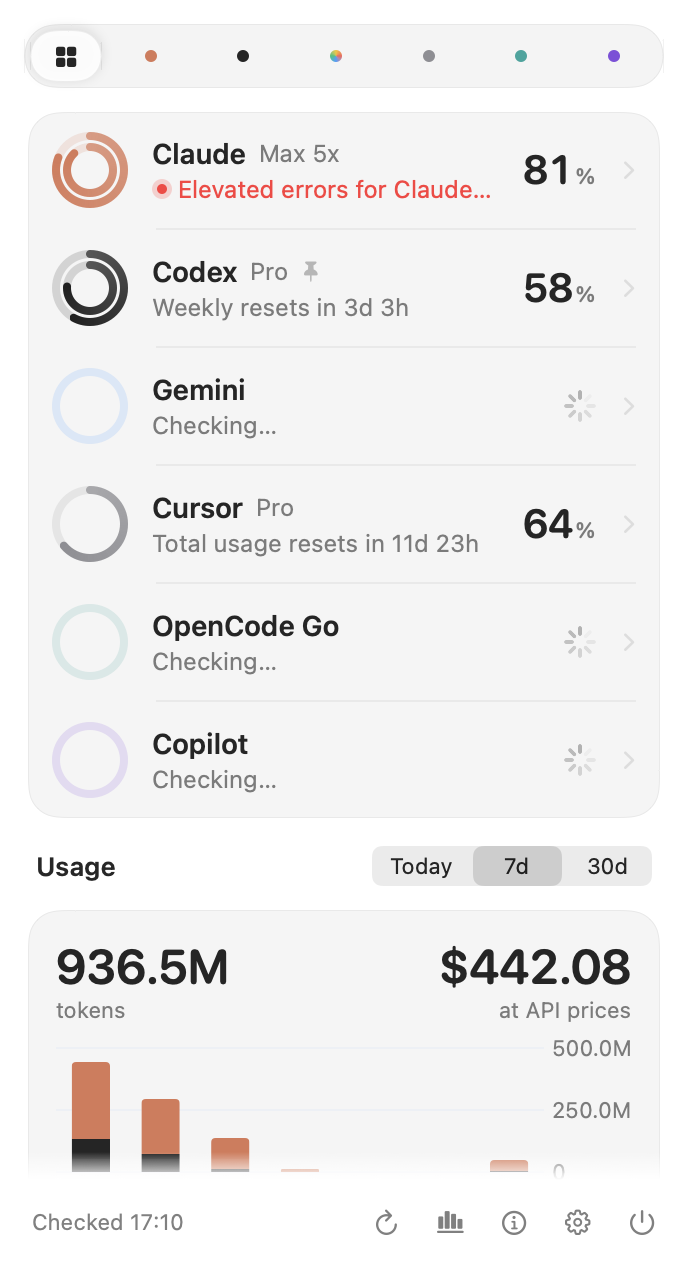 Claude Max 5x
Elevated errors for Claude...
81%
Codex Pro
Weekly resets in 3d 3h
58%
Gemini
Checking...
Cursor Pro
Total usage resets in 11d 23h
64%
OpenCode Go
Checking...
Copilot
Checking...
Usage
Today 7d 30d
936.5M $442.08
tokens at API prices
500.0M
250.0M
0
Checked 17:10